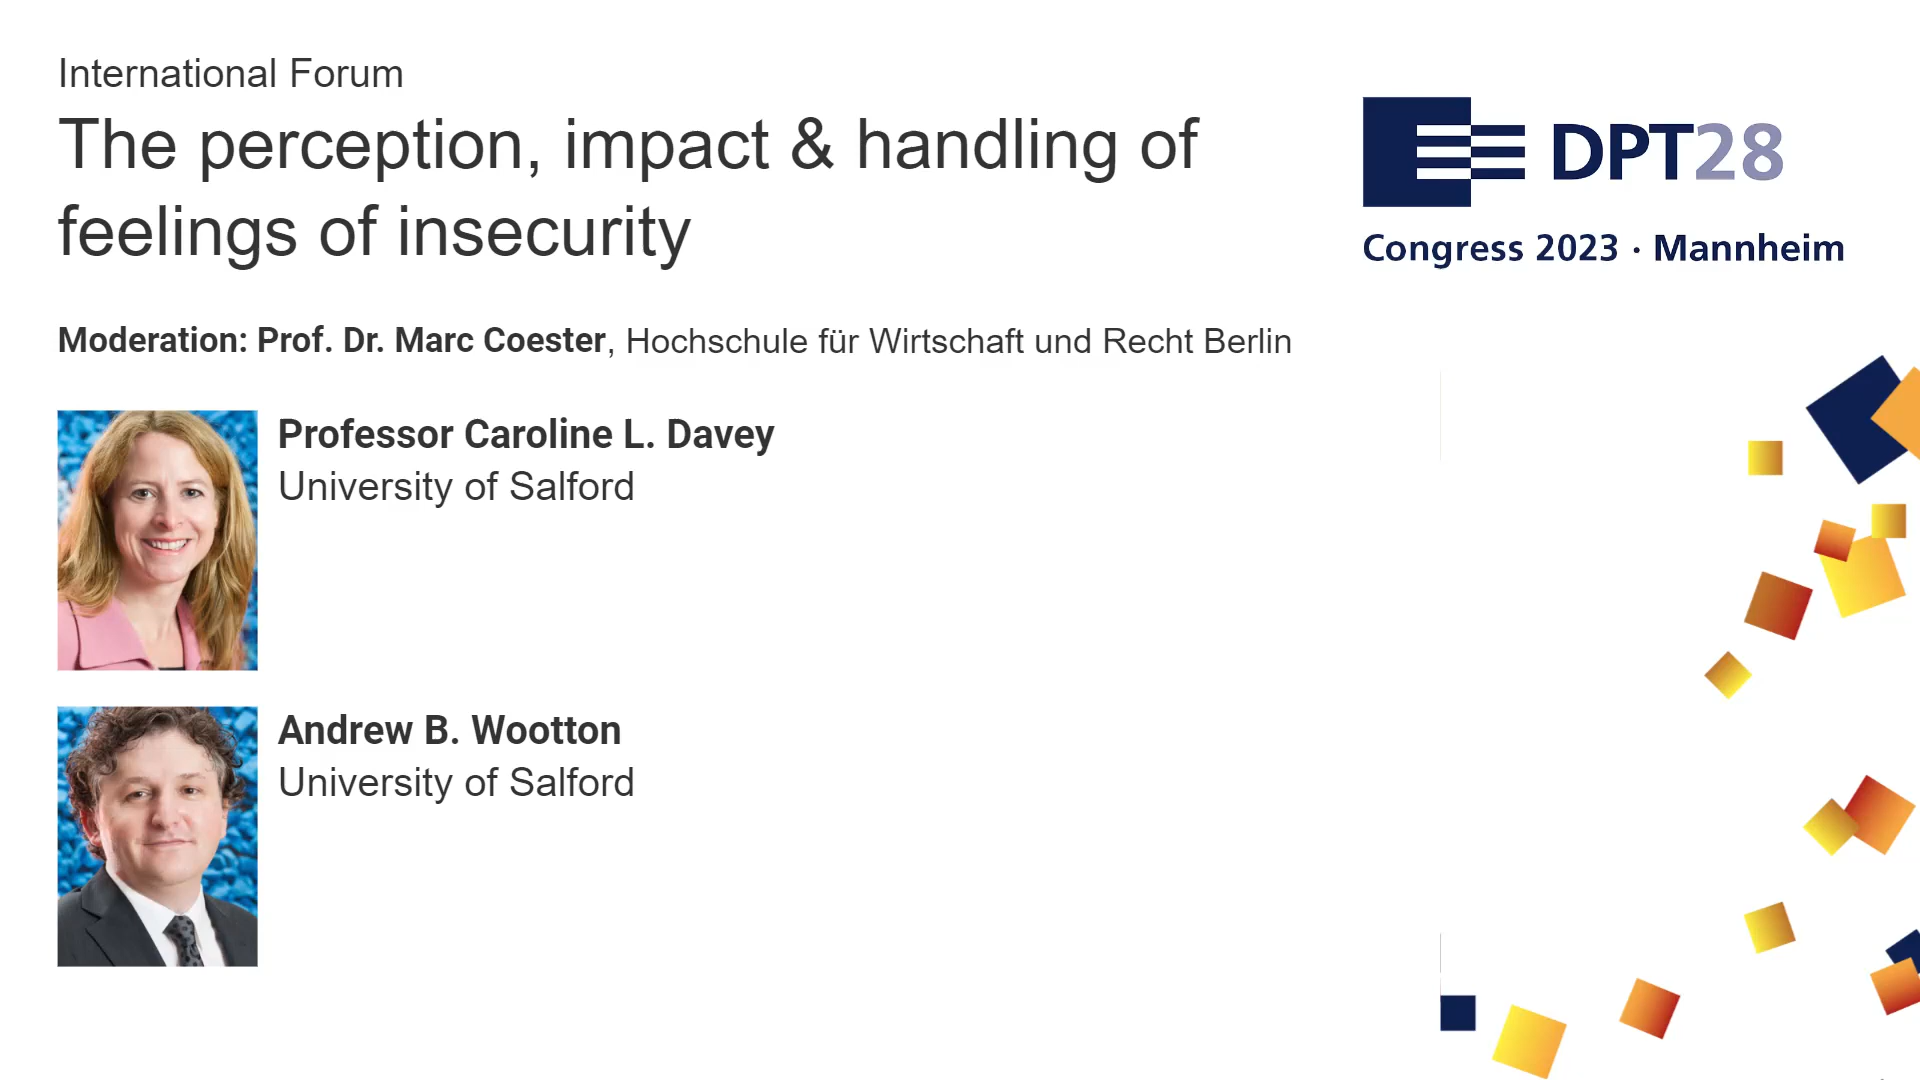 International Forum
The perception, impact & handling of
feelings of insecurity
DPT28
Congress 2023 · Mannheim
Moderation: Prof. Dr. Marc Coester, Hochschule für Wirtschaft und Recht Berlin
Professor Caroline L. Davey
University of Salford
Andrew B. Wootton
University of Salford